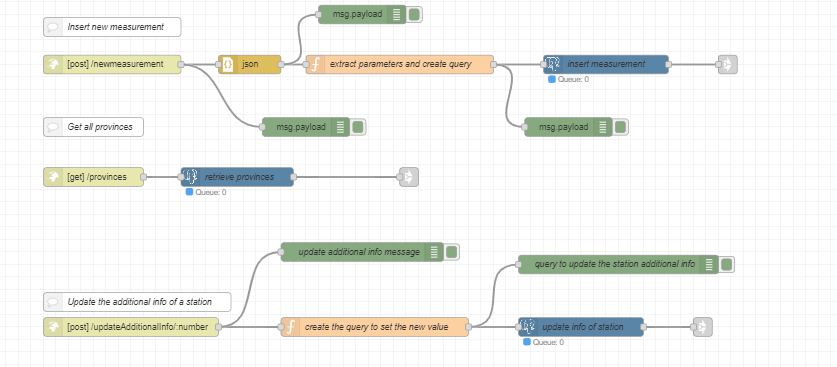 msg.payload
Insert new measurement
[post] /newmeasurement
json
extract parameters and create query
insert measurement
Queue: 0
Get all provinces
msg.payload
msg.payload
[get] /provinces
retrieve provinces
Queue: 0
update additional info message
query to update the station additional info
Update the additional info of a station
[post] /updateAdditionalInfo/:number
create the query to set the new value
update info of station
Queue: 0